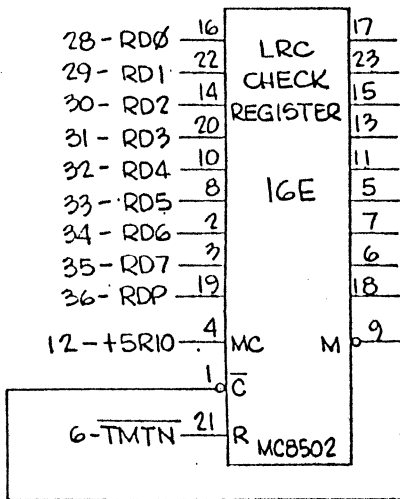 28-RDØ 16 LRC 17
29-RD1 22 CHECK 23
30-RD2 14 REGISTER 15
31-RD3 20 13
32-RD4 10 16E 11
33-RD5 8 5
34-RD6 2 7
35-RD7 3 6
36-RDP 19 18
12-+5R10 4 MC M 9
1 C̅
6-T̅M̅T̅N̅ 21 R MC8502